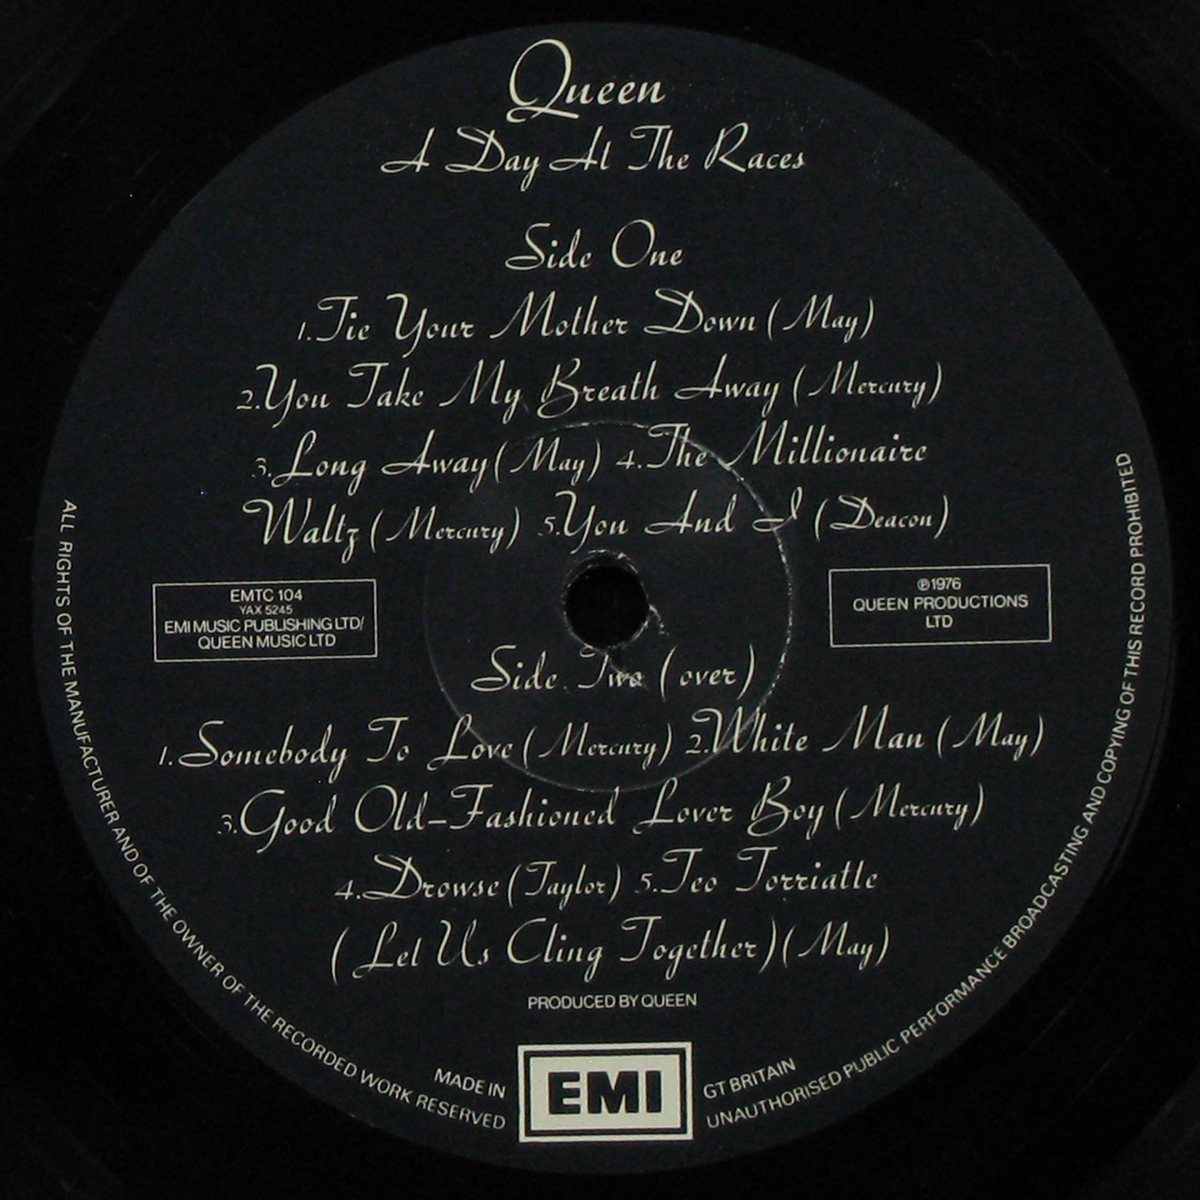 Queen
A Day At The Races
Side One
1.Tie Your Mother Down (May)
2.You Take My Breath Away (Mercury)
3.Long Away (May) 4.The Millionaire
Waltz (Mercury) 5.You And I (Deacon)
EMTC 104
YAX 5245
EMI MUSIC PUBLISHING LTD/
QUEEN MUSIC LTD
℗1976
QUEEN PRODUCTIONS
LTD
Side Two (over)
1.Somebody To Love (Mercury) 2.White Man (May)
3.Good Old-Fashioned Lover Boy (Mercury)
4.Drowse (Taylor) 5.Teo Torriatte
(Let Us Cling Together) (May)
PRODUCED BY QUEEN
MADE IN
EMI
GT BRITAIN
ALL RIGHTS OF THE MANUFACTURER AND OF THE OWNER OF THE RECORDED WORK RESERVED
UNAUTHORISED PUBLIC PERFORMANCE BROADCASTING AND COPYING OF THIS RECORD PROHIBITED